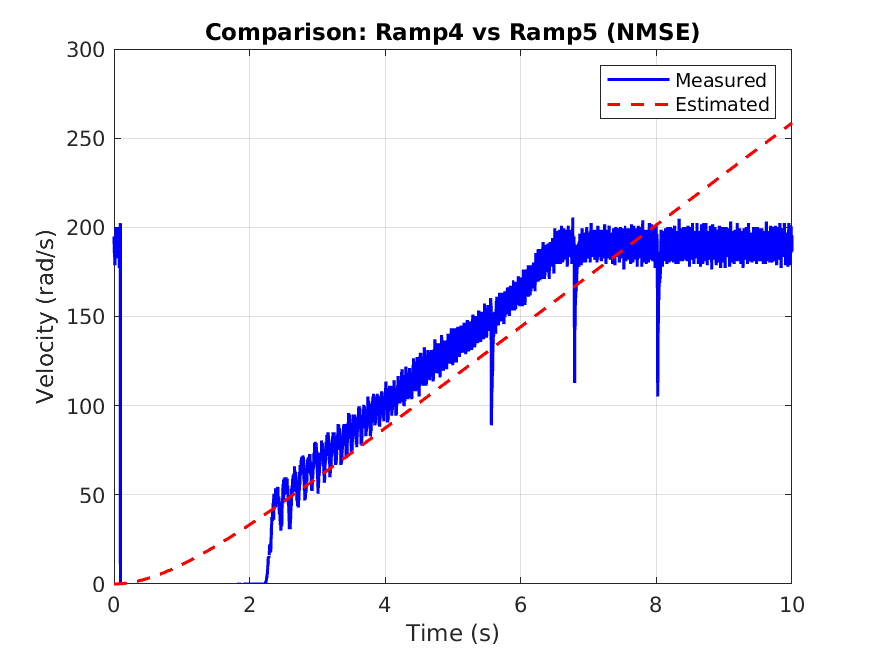 Comparison: Ramp4 vs Ramp5 (NMSE)
300
250
200
150
100
50
0
Velocity (rad/s)
Measured
Estimated
0 2 4 6 8 10
Time (s)